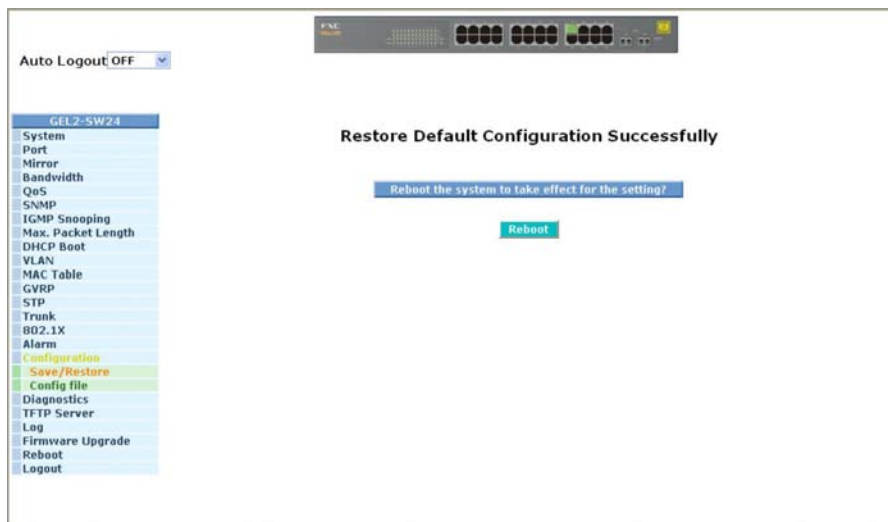 FXC
Auto Logout OFF
GEL2-SW24
System
Port
Mirror
Bandwidth
QoS
SNMP
IGMP Snooping
Max. Packet Length
DHCP Boot
VLAN
MAC Table
GVRP
STP
Trunk
802.1X
Alarm
Configuration
Save/Restore
Config file
Diagnostics
TFTP Server
Log
Firmware Upgrade
Reboot
Logout
Restore Default Configuration Successfully
Reboot the system to take effect for the setting?
Reboot